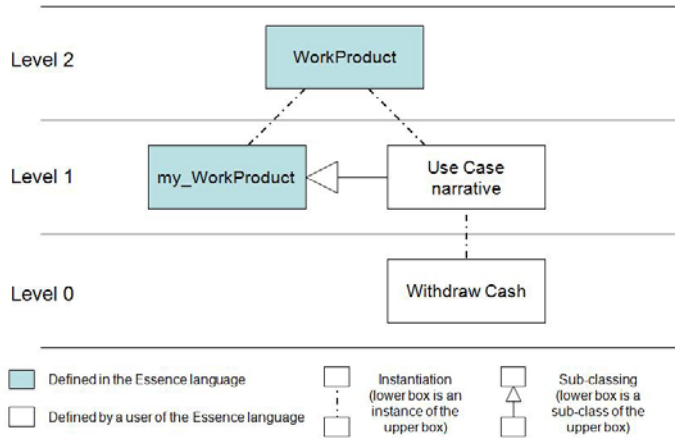 Level 2
WorkProduct
Level 1
my_WorkProduct
Use Case
narrative
Level 0
Withdraw Cash
Defined in the Essence language
Defined by a user of the Essence language
Instantiation
(lower box is an
instance of the
upper box)
Sub-classing
(lower box is a
sub-class of the
upper box)